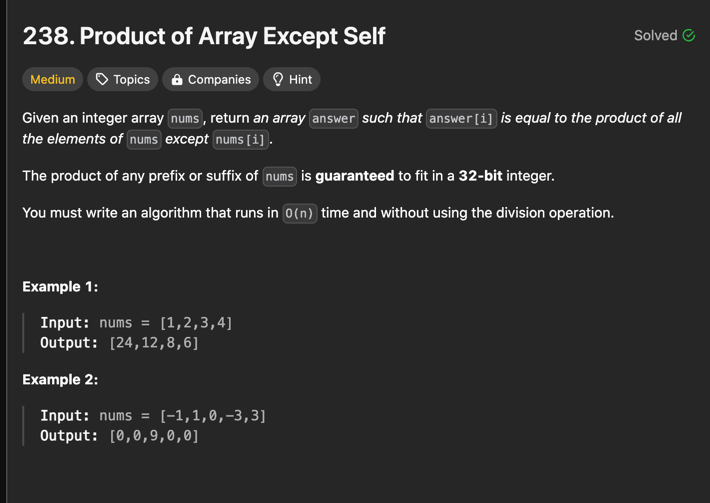 238. Product of Array Except Self
Solved
Medium Topics Companies Hint
Given an integer array nums, return an array answer such that answer[i] is equal to the product of all
the elements of nums except nums[i].
The product of any prefix or suffix of nums is guaranteed to fit in a 32-bit integer.
You must write an algorithm that runs in O(n) time and without using the division operation.
Example 1:
Input: nums = [1,2,3,4]
Output: [24,12,8,6]
Example 2:
Input: nums = [-1,1,0,-3,3]
Output: [0,0,9,0,0]